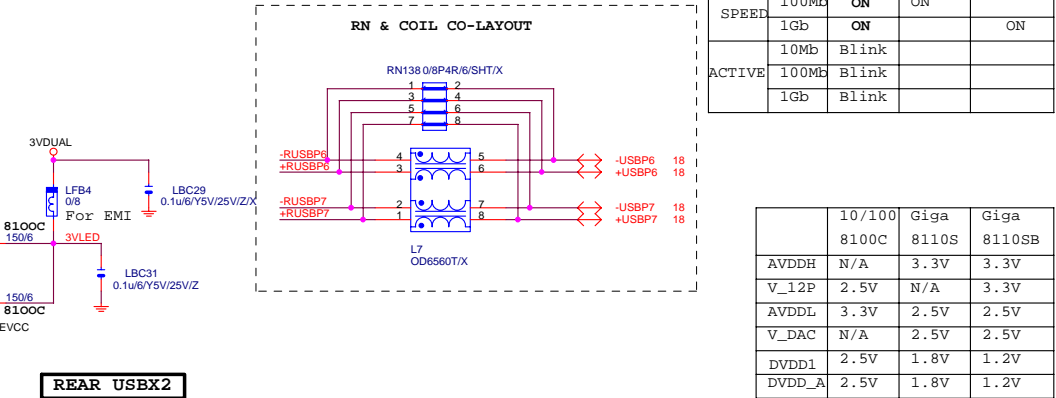 RN & COIL CO-LAYOUT
RN138 0/8P4R/6/SHT/X
1 2
3 4
5 6
7 8
-RUSBP6 4 5 -USBP6 18
+RUSBP6 3 6 +USBP6 18
-RUSBP7 2 7 -USBP7 18
+RUSBP7 1 8 +USBP7 18
L7
OD6560T/X
3VDUAL
LFB4
0/8
For EMI
LBC29
0.1u/6/Y5V/25V/Z/X
8100C
150/6
3VLED
LBC31
0.1u/6/Y5V/25V/Z
150/6
8100C
EVCC
REAR USBX2
SPEED 100Mb ON ON
1Gb ON ON
ACTIVE 10Mb Blink
100Mb Blink
1Gb Blink
10/100 Giga Giga
8100C 8110S 8110SB
AVDDH N/A 3.3V 3.3V
V_12P 2.5V N/A 3.3V
AVDDL 3.3V 2.5V 2.5V
V_DAC N/A 2.5V 2.5V
DVDD1 2.5V 1.8V 1.2V
DVDD_A 2.5V 1.8V 1.2V